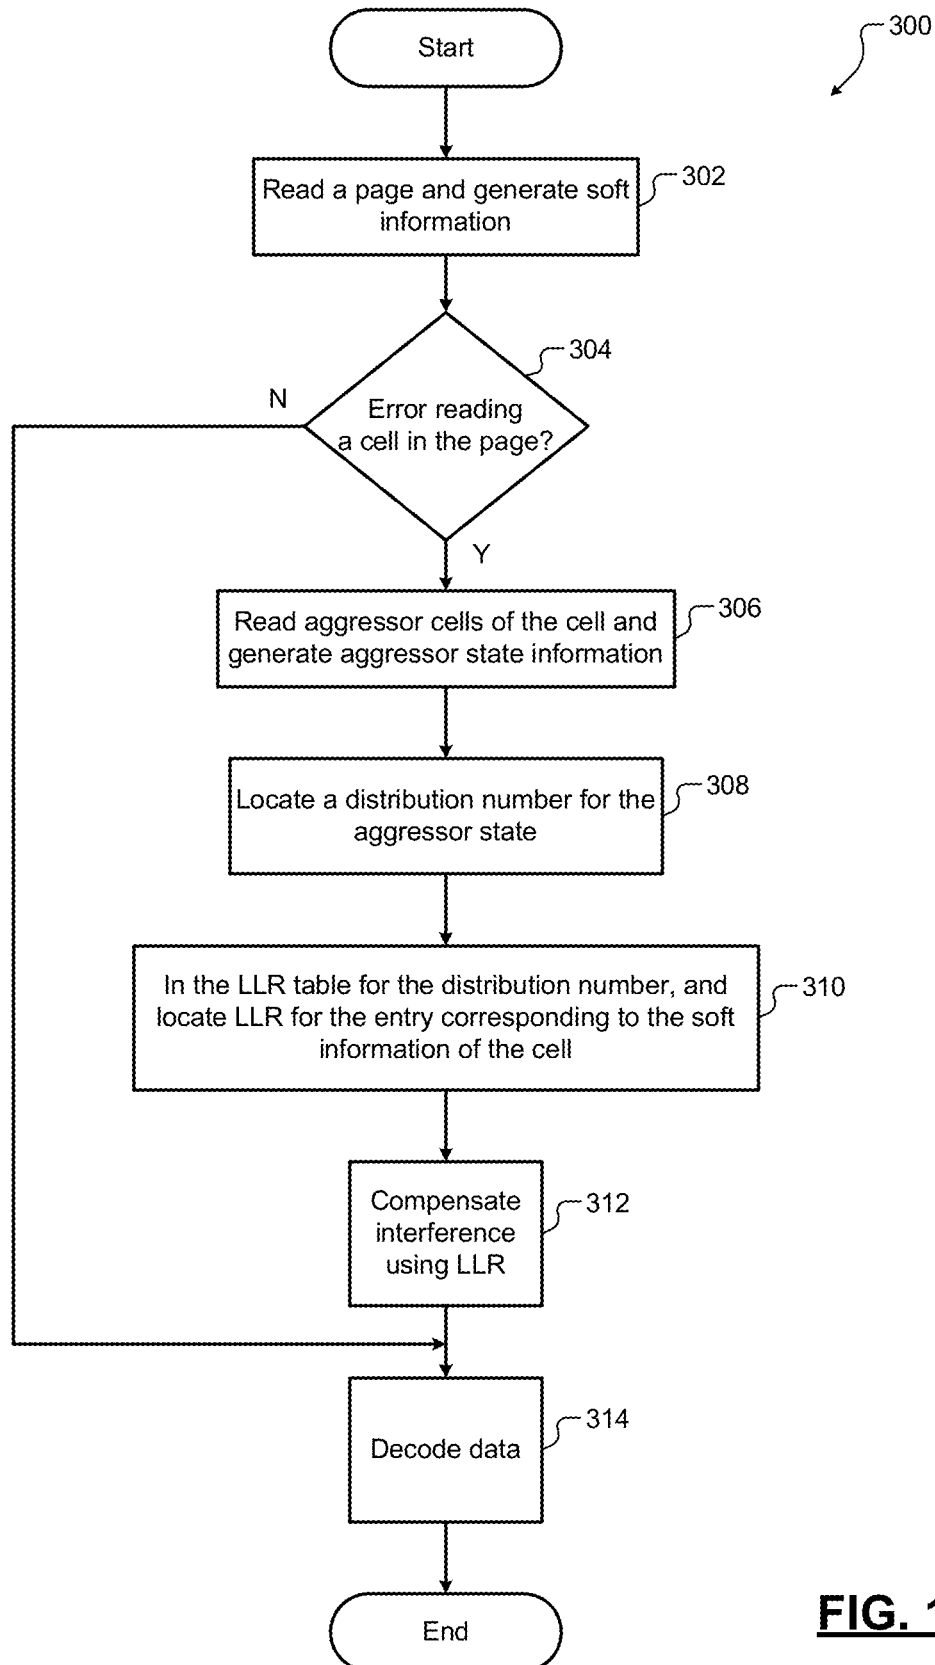 Start
300
Read a page and generate soft
information
302
304
N
Error reading
a cell in the page?
Y
Read aggressor cells of the cell and
generate aggressor state information
306
Locate a distribution number for the
aggressor state
308
In the LLR table for the distribution number, and
locate LLR for the entry corresponding to the soft
information of the cell
310
Compensate
interference
using LLR
312
Decode data
314
End
FIG.